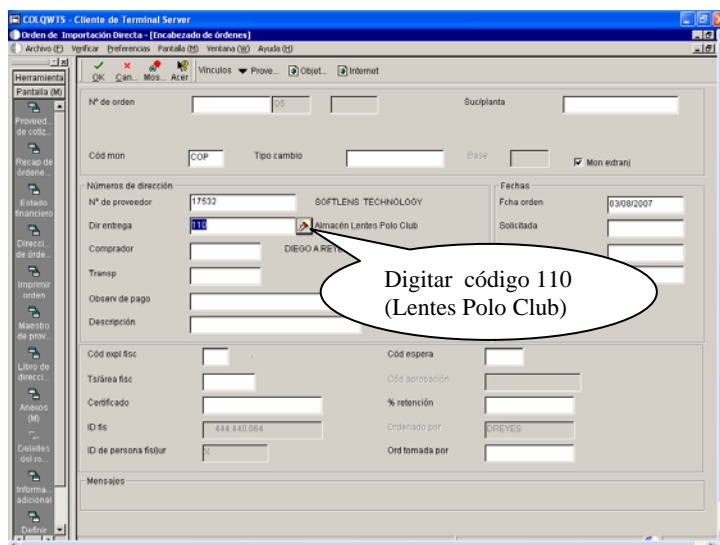 COLQWTS - Cliente de Terminal Server
Orden de Importación Directa - [Encabezado de órdenes]
Archivo (F) Verificar Preferencias Pantalla (M) Ventana (W) Ayuda (H)
Herramienta
Pantalla (M)
OK Can... Mos... Acer Vínculos Prove... Objet... Internet
Proveed... de cotiz...
Recap de órdene...
Estado financiero
Direcci... de órde...
Imprimir orden
Maestro de prov...
Libro de direcci...
Anexos (M)
Detalles del ro...
Informa... adicional
Definir
Nº de orden 05 Suc/planta
Cód mon COP Tipo cambio Base Mon extranj
Números de dirección Fechas
Nº de proveedor 17532 SOFTLENS TECHNOLOGY Fcha orden 03/08/2007
Dir entrega 110 Almacén Lentes Polo Club Solicitada
Comprador DIEGO A REYE
Transp
Observ de pago
Descripción
Digitar código 110
(Lentes Polo Club)
Cód expl fisc . Cód espera
Ts/área fisc Cód aprobación
Certificado % retención
ID fis 444.440.064 Ordenado por DREYES
ID de persona fis/jur X Ord tomada por
Mensajes